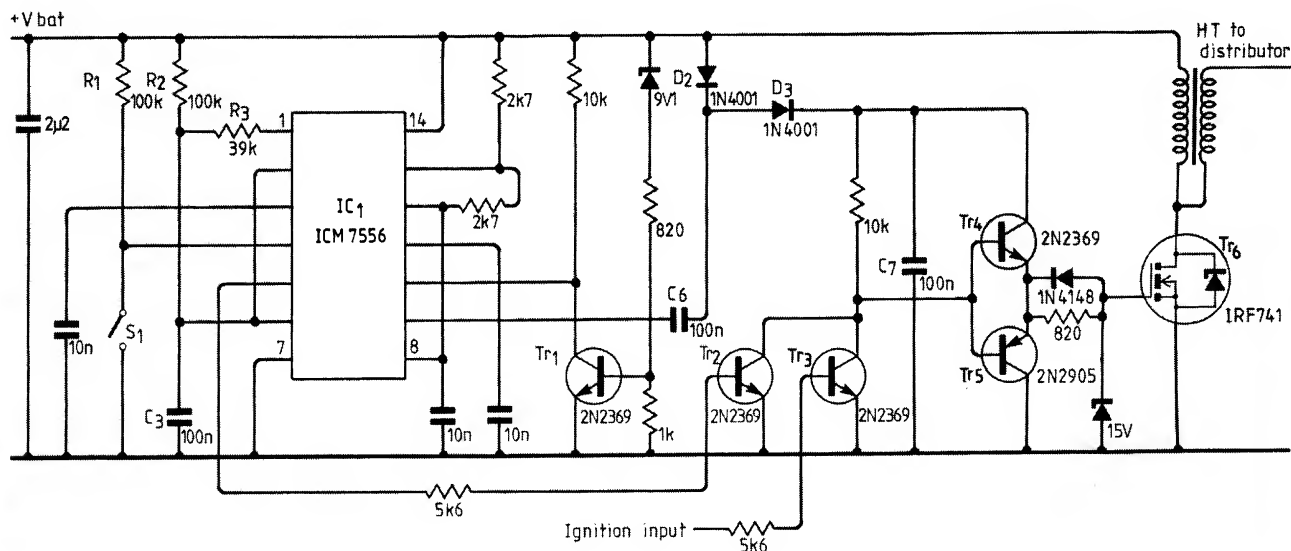 +V bat
HT to
distributor
R1
100k
R2
100k
R3
39k
1
14
2k7
10k
9V1
D2
1N4001
D3
1N4001
2µ2
IC1
ICM 7556
2k7
820
10k
Tr4
2N2369
C7
100n
Tr6
1N4148
IRF741
S1
10n
C6
100n
820
7
8
Tr1
Tr2
Tr3
Tr5
2N2905
2N2369
2N2369
2N2369
C3
100n
10n
10n
1k
15V
5k6
Ignition input
5k6